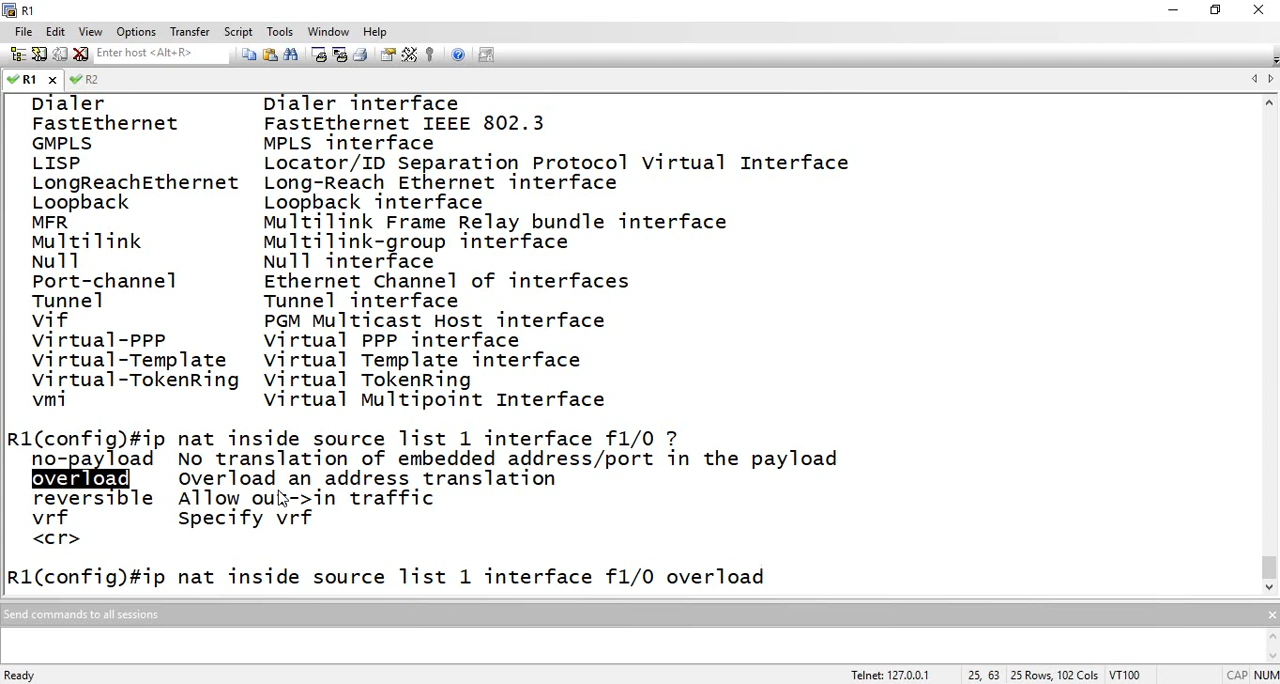 R1
File Edit View Options Transfer Script Tools Window Help
Enter host <Alt+R>
R1 R2
Dialer Dialer interface
FastEthernet FastEthernet IEEE 802.3
GMPLS MPLS interface
LISP Locator/ID Separation Protocol Virtual Interface
LongReachEthernet Long-Reach Ethernet interface
Loopback Loopback interface
MFR Multilink Frame Relay bundle interface
Multilink Multilink-group interface
Null Null interface
Port-channel Ethernet Channel of interfaces
Tunnel Tunnel interface
Vif PGM Multicast Host interface
Virtual-PPP Virtual PPP interface
Virtual-Template Virtual Template interface
Virtual-TokenRing Virtual TokenRing
vmi Virtual Multipoint Interface
R1(config)#ip nat inside source list 1 interface f1/0 ?
no-payload No translation of embedded address/port in the payload
overload Overload an address translation
reversible Allow out->in traffic
vrf Specify vrf
<cr>
R1(config)#ip nat inside source list 1 interface f1/0 overload
Send commands to all sessions
Ready Telnet: 127.0.0.1 25, 63 25 Rows, 102 Cols VT100 CAP NUM